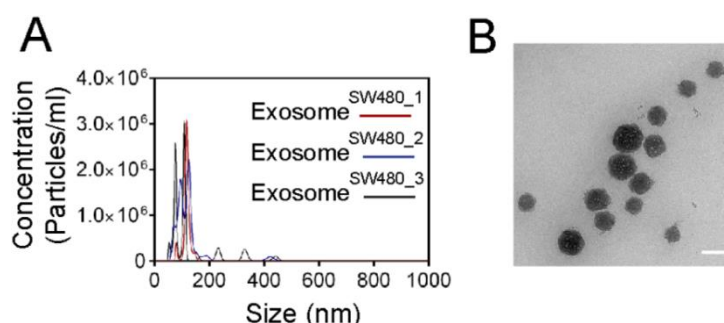 A
B
Concentration
(Particles/ml)
4.0×10⁶
3.0×10⁶
2.0×10⁶
1.0×10⁶
0
Exosome SW480_1
Exosome SW480_2
Exosome SW480_3
0 200 400 600 800 1000
Size (nm)